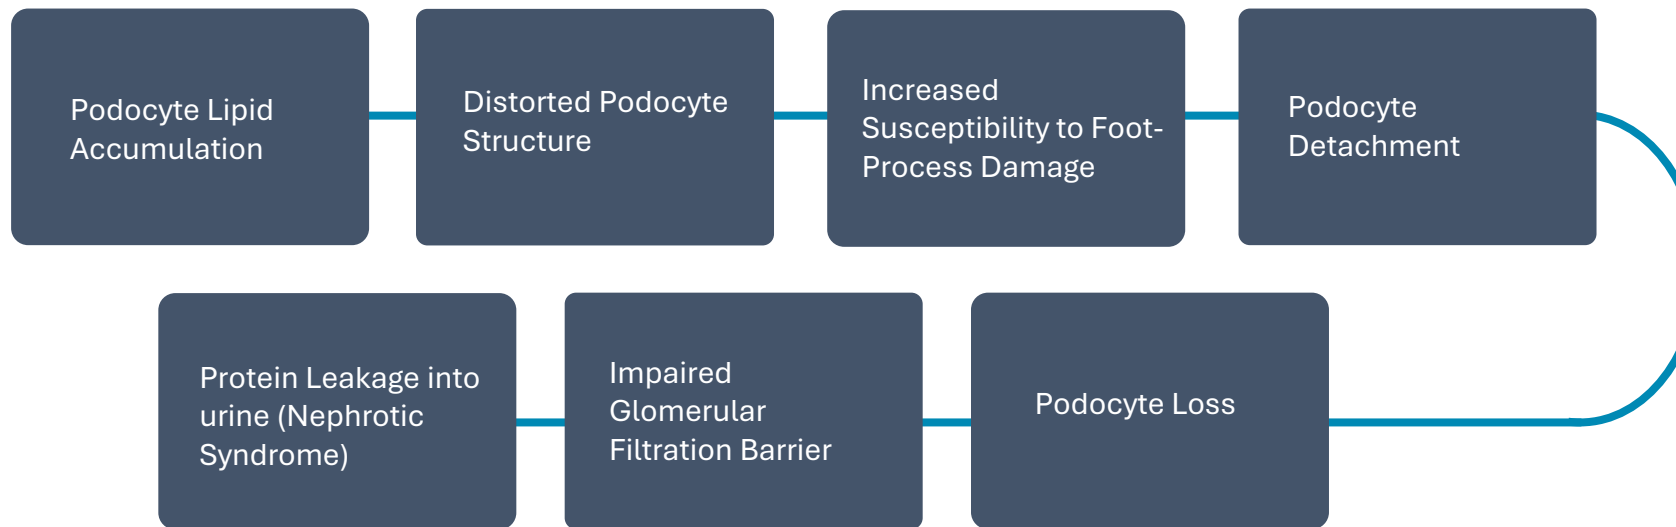 Podocyte Lipid
Accumulation
Distorted Podocyte
Structure
Increased
Susceptibility to Foot-
Process Damage
Podocyte
Detachment
Podocyte Loss
Impaired
Glomerular
Filtration Barrier
Protein Leakage into
urine (Nephrotic
Syndrome)